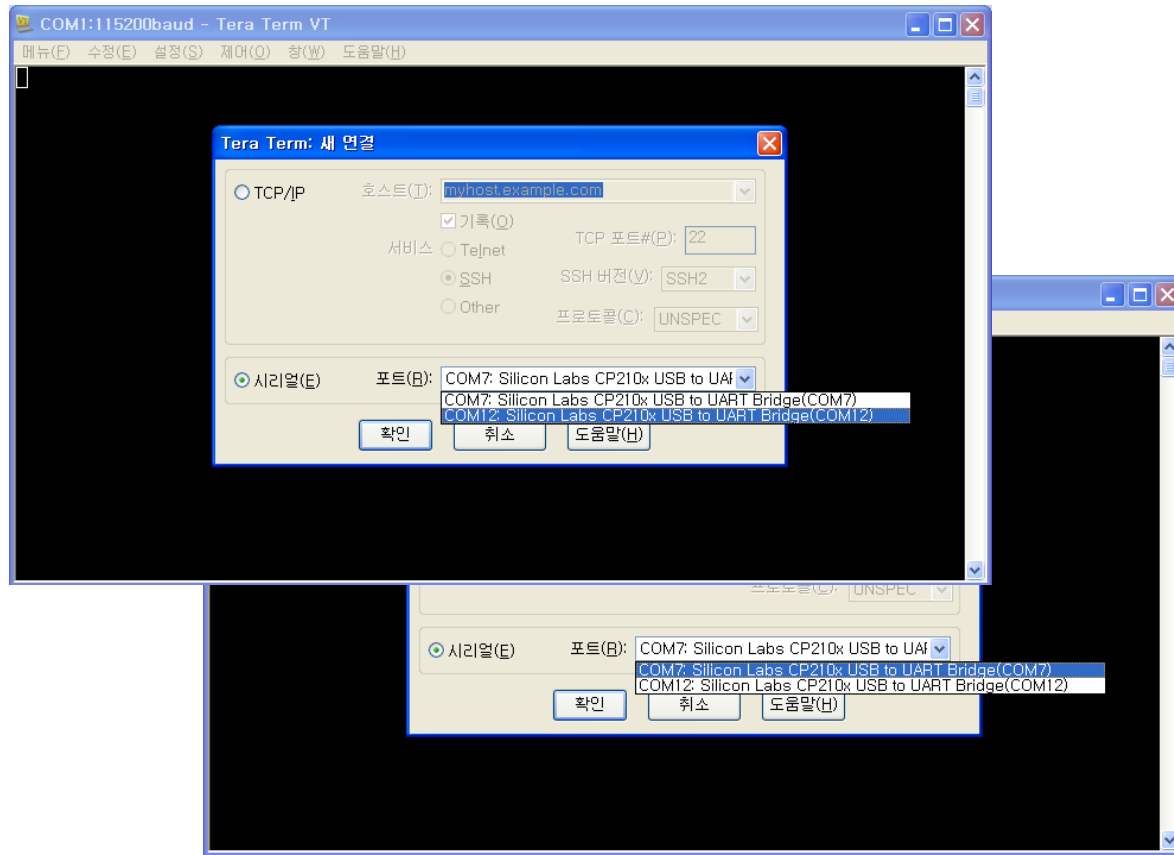 COM1:115200baud - Tera Term VT
메뉴(F) 수정(E) 설정(S) 제어(O) 창(W) 도움말(H)
Tera Term: 새 연결
TCP/IP
호스트(T): myhost.example.com
기록(O)
서비스
Telnet
TCP 포트#(P): 22
SSH
SSH 버전(V): SSH2
Other
프로토콜(C): UNSPEC
시리얼(E)
포트(R): COM7: Silicon Labs CP210x USB to UAF
COM7: Silicon Labs CP210x USB to UART Bridge(COM7)
COM12: Silicon Labs CP210x USB to UART Bridge(COM12)
확인
취소
도움말(H)
프로토콜(C): UNSPEC
시리얼(E)
포트(R): COM7: Silicon Labs CP210x USB to UAF
COM7: Silicon Labs CP210x USB to UART Bridge(COM7)
COM12: Silicon Labs CP210x USB to UART Bridge(COM12)
확인
취소
도움말(H)